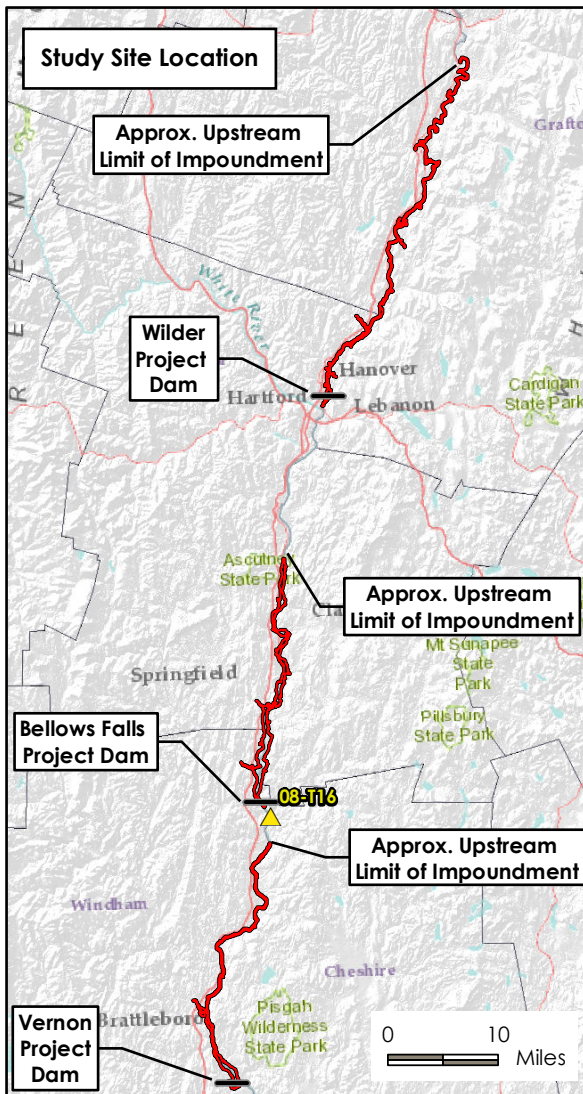 Study Site Location
Approx. Upstream
Limit of Impoundment
Grafto
White River
Wilder
Project
Dam
Hanover
Hartford
Lebanon
Cardigan
State Park
Ascutney
State Park
Approx. Upstream
Limit of Impoundment
Cla
Mt Sunapee
State
Park
Springfield
Pillsbury
State Park
Bellows Falls
Project Dam
08-T16
Approx. Upstream
Limit of Impoundment
Windham
Cheshire
Brattleboro
Pisgah
Wilderness
State Park
Vernon
Project
Dam
0 10
Miles